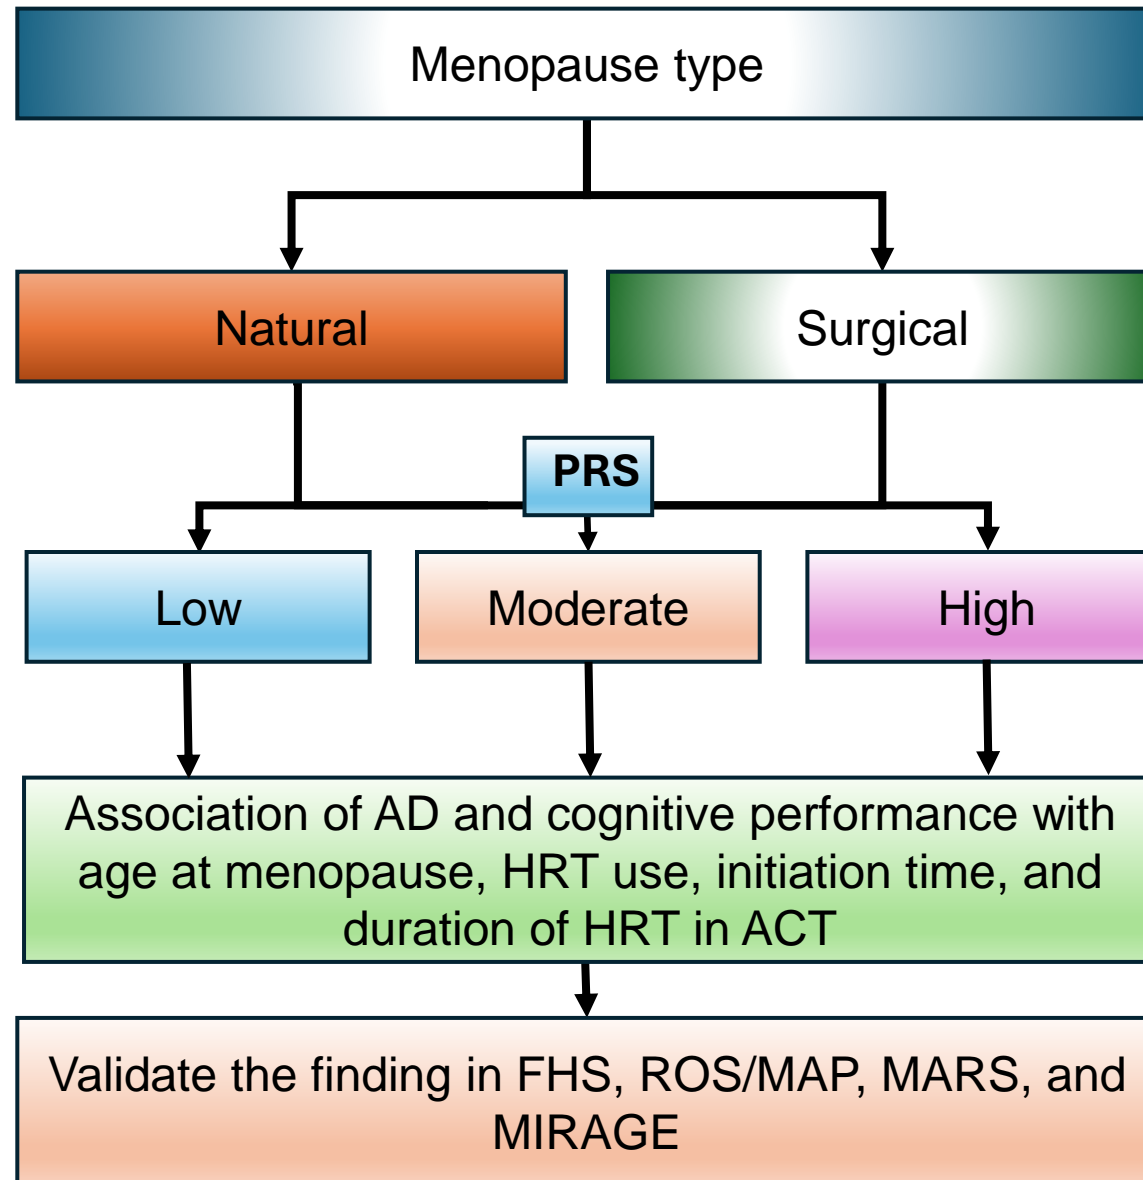 Menopause type
Natural
Surgical
PRS
Low
Moderate
High
Association of AD and cognitive performance with
age at menopause, HRT use, initiation time, and
duration of HRT in ACT
Validate the finding in FHS, ROS/MAP, MARS, and
MIRAGE